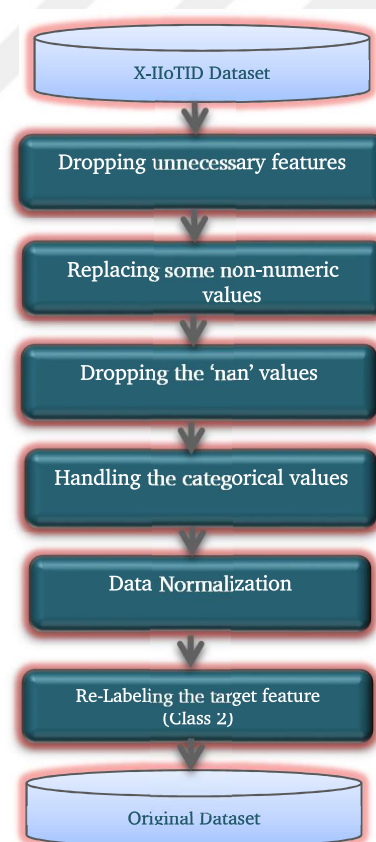 X-IIoTID Dataset
Dropping unnecessary features
Replacing some non-numeric
values
Dropping the ‘nan’ values
Handling the categorical values
Data Normalization
Re-Labeling the target feature
(Class 2)
Original Dataset